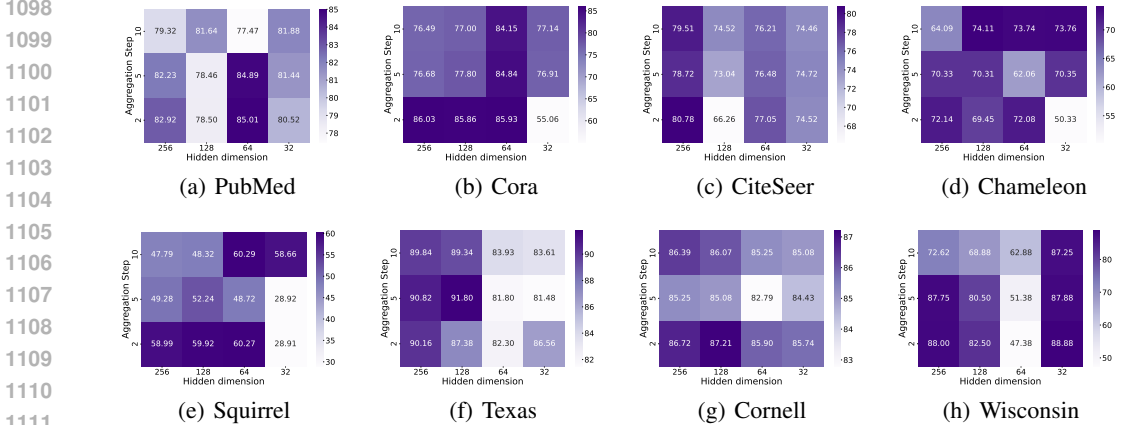 1098
1099
1100
1101
1102
1103
1104
1105
1106
1107
1108
1109
1110
1111
Aggregation Step
10 79.32 81.64 77.47 81.88
5 82.23 78.46 84.89 81.44
2 82.92 78.50 85.01 80.52
256 128 64 32
Hidden dimension
85
84
83
82
81
80
79
78
(a) PubMed
Aggregation Step
10 76.49 77.00 84.15 77.14
5 76.68 77.80 84.84 76.91
2 86.03 85.86 85.93 55.06
256 128 64 32
Hidden dimension
85
80
75
70
65
60
(b) Cora
Aggregation Step
10 79.51 74.52 76.21 74.46
5 78.72 73.04 76.48 74.72
2 80.78 66.26 77.05 74.52
256 128 64 32
Hidden dimension
80
78
76
74
72
70
68
(c) CiteSeer
Aggregation Step
10 64.09 74.11 73.74 73.76
5 70.33 70.31 62.06 70.35
2 72.14 69.45 72.08 50.33
256 128 64 32
Hidden dimension
70
65
60
55
(d) Chameleon
Aggregation Step
10 47.79 48.32 60.29 58.66
5 49.28 52.24 48.72 28.92
2 58.99 59.92 60.27 28.91
256 128 64 32
Hidden dimension
60
55
50
45
40
35
30
(e) Squirrel
Aggregation Step
10 89.84 89.34 83.93 83.61
5 90.82 91.80 81.80 81.48
2 90.16 87.38 82.30 86.56
256 128 64 32
Hidden dimension
90
88
86
84
82
(f) Texas
Aggregation Step
10 86.39 86.07 85.25 85.08
5 85.25 85.08 82.79 84.43
2 86.72 87.21 85.90 85.74
256 128 64 32
Hidden dimension
87
86
85
84
83
(g) Cornell
Aggregation Step
10 72.62 68.88 62.88 87.25
5 87.75 80.50 51.38 87.88
2 88.00 82.50 47.38 88.88
256 128 64 32
Hidden dimension
80
70
60
50
(h) Wisconsin